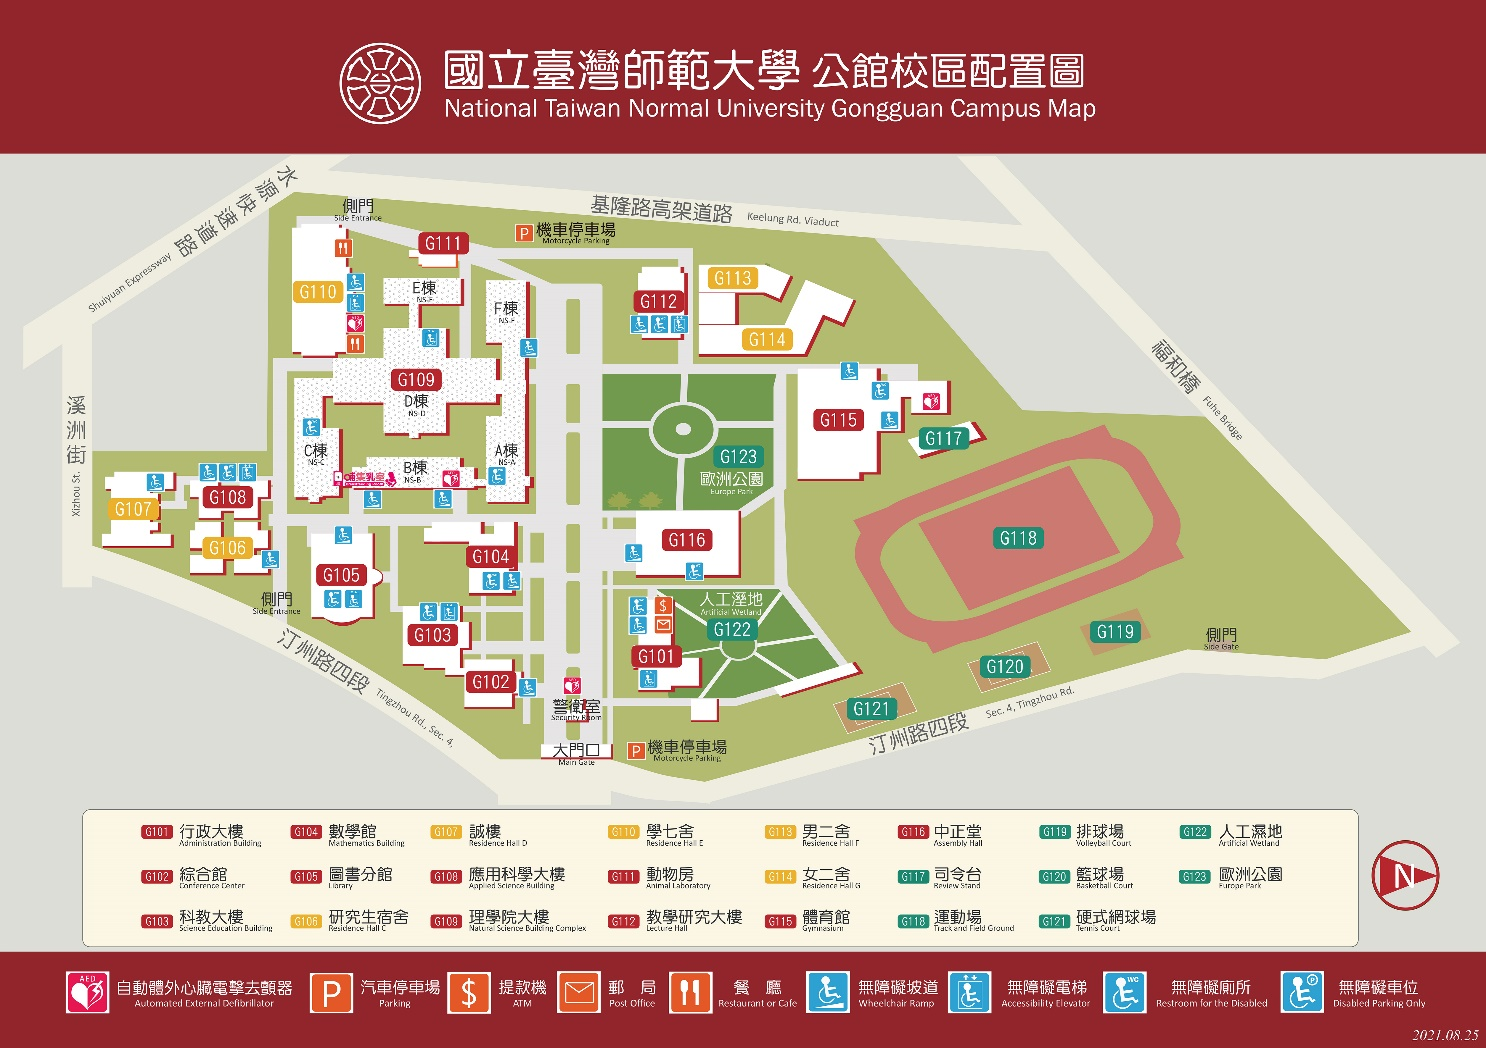 國立臺灣師範大學 公館校區配置圖
National Taiwan Normal University Gongguan Campus Map
水源快速道路
Shuiyuan Expressway
側門
Side Entrance
基隆路高架道路 Keelung Rd. Viaduct
P 機車停車場
Motorcycle Parking
G111
G110
E棟
NS-E
F棟
NS-F
G112
G113
G114
福和橋
Fuhe Bridge
溪洲街
Xizhou St.
G109
D棟
NS-D
C棟
NS-C
B棟
NS-B
A棟
NS-A
哺集乳室
G115
G117
G123
歐洲公園
Europe Park
G107
G108
G106
G105
G104
G116
G118
側門
Side Entrance
人工溼地
Artificial Wetland
G122
G103
G101
G102
G119
G120
G121
側門
Side Gate
汀州路四段 Tingzhou Rd., Sec. 4,
警衛室
Security Room
大門口
Main Gate
P 機車停車場
Motorcycle Parking
汀州路四段 Sec. 4, Tingzhou Rd.
G101 行政大樓
Administration Building
G102 綜合館
Conference Center
G103 科教大樓
Science Education Building
G104 數學館
Mathematics Building
G105 圖書分館
Library
G106 研究生宿舍
Residence Hall C
G107 誠樓
Residence Hall D
G108 應用科學大樓
Applied Science Building
G109 理學院大樓
Natural Science Building Complex
G110 學七舍
Residence Hall E
G111 動物房
Animal Laboratory
G112 教學研究大樓
Lecture Hall
G113 男二舍
Residence Hall F
G114 女二舍
Residence Hall G
G115 體育館
Gymnasium
G116 中正堂
Assembly Hall
G117 司令台
Review Stand
G118 運動場
Track and Field Ground
G119 排球場
Volleyball Court
G120 籃球場
Basketball Court
G121 硬式網球場
Tennis Court
G122 人工濕地
Artificial Wetland
G123 歐洲公園
Europe Park
N
AED
自動體外心臟電擊去顫器
Automated External Defibrillator
P
汽車停車場
Parking
$
提款機
ATM
郵 局
Post Office
餐 廳
Restaurant or Cafe
無障礙坡道
Wheelchair Ramp
無障礙電梯
Accessibility Elevator
WC
無障礙廁所
Restroom for the Disabled
P
無障礙車位
Disabled Parking Only
2021.08.25